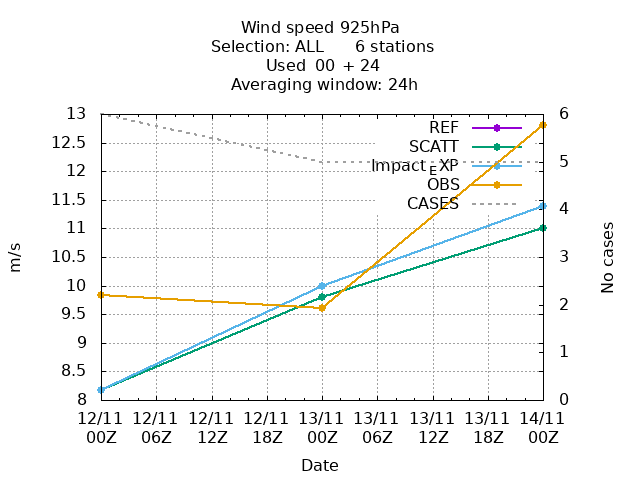 Wind speed 925hPa
Selection: ALL 6 stations
Used 00 + 24
Averaging window: 24h
13
12.5
12
11.5
11
10.5
10
9.5
9
8.5
8
m/s
REF
SCATT
Impact_EXP
OBS
CASES
6
5
4
3
2
1
0
No cases
12/11 12/11 12/11 12/11 13/11 13/11 13/11 13/11 14/11
00Z 06Z 12Z 18Z 00Z 06Z 12Z 18Z 00Z
Date